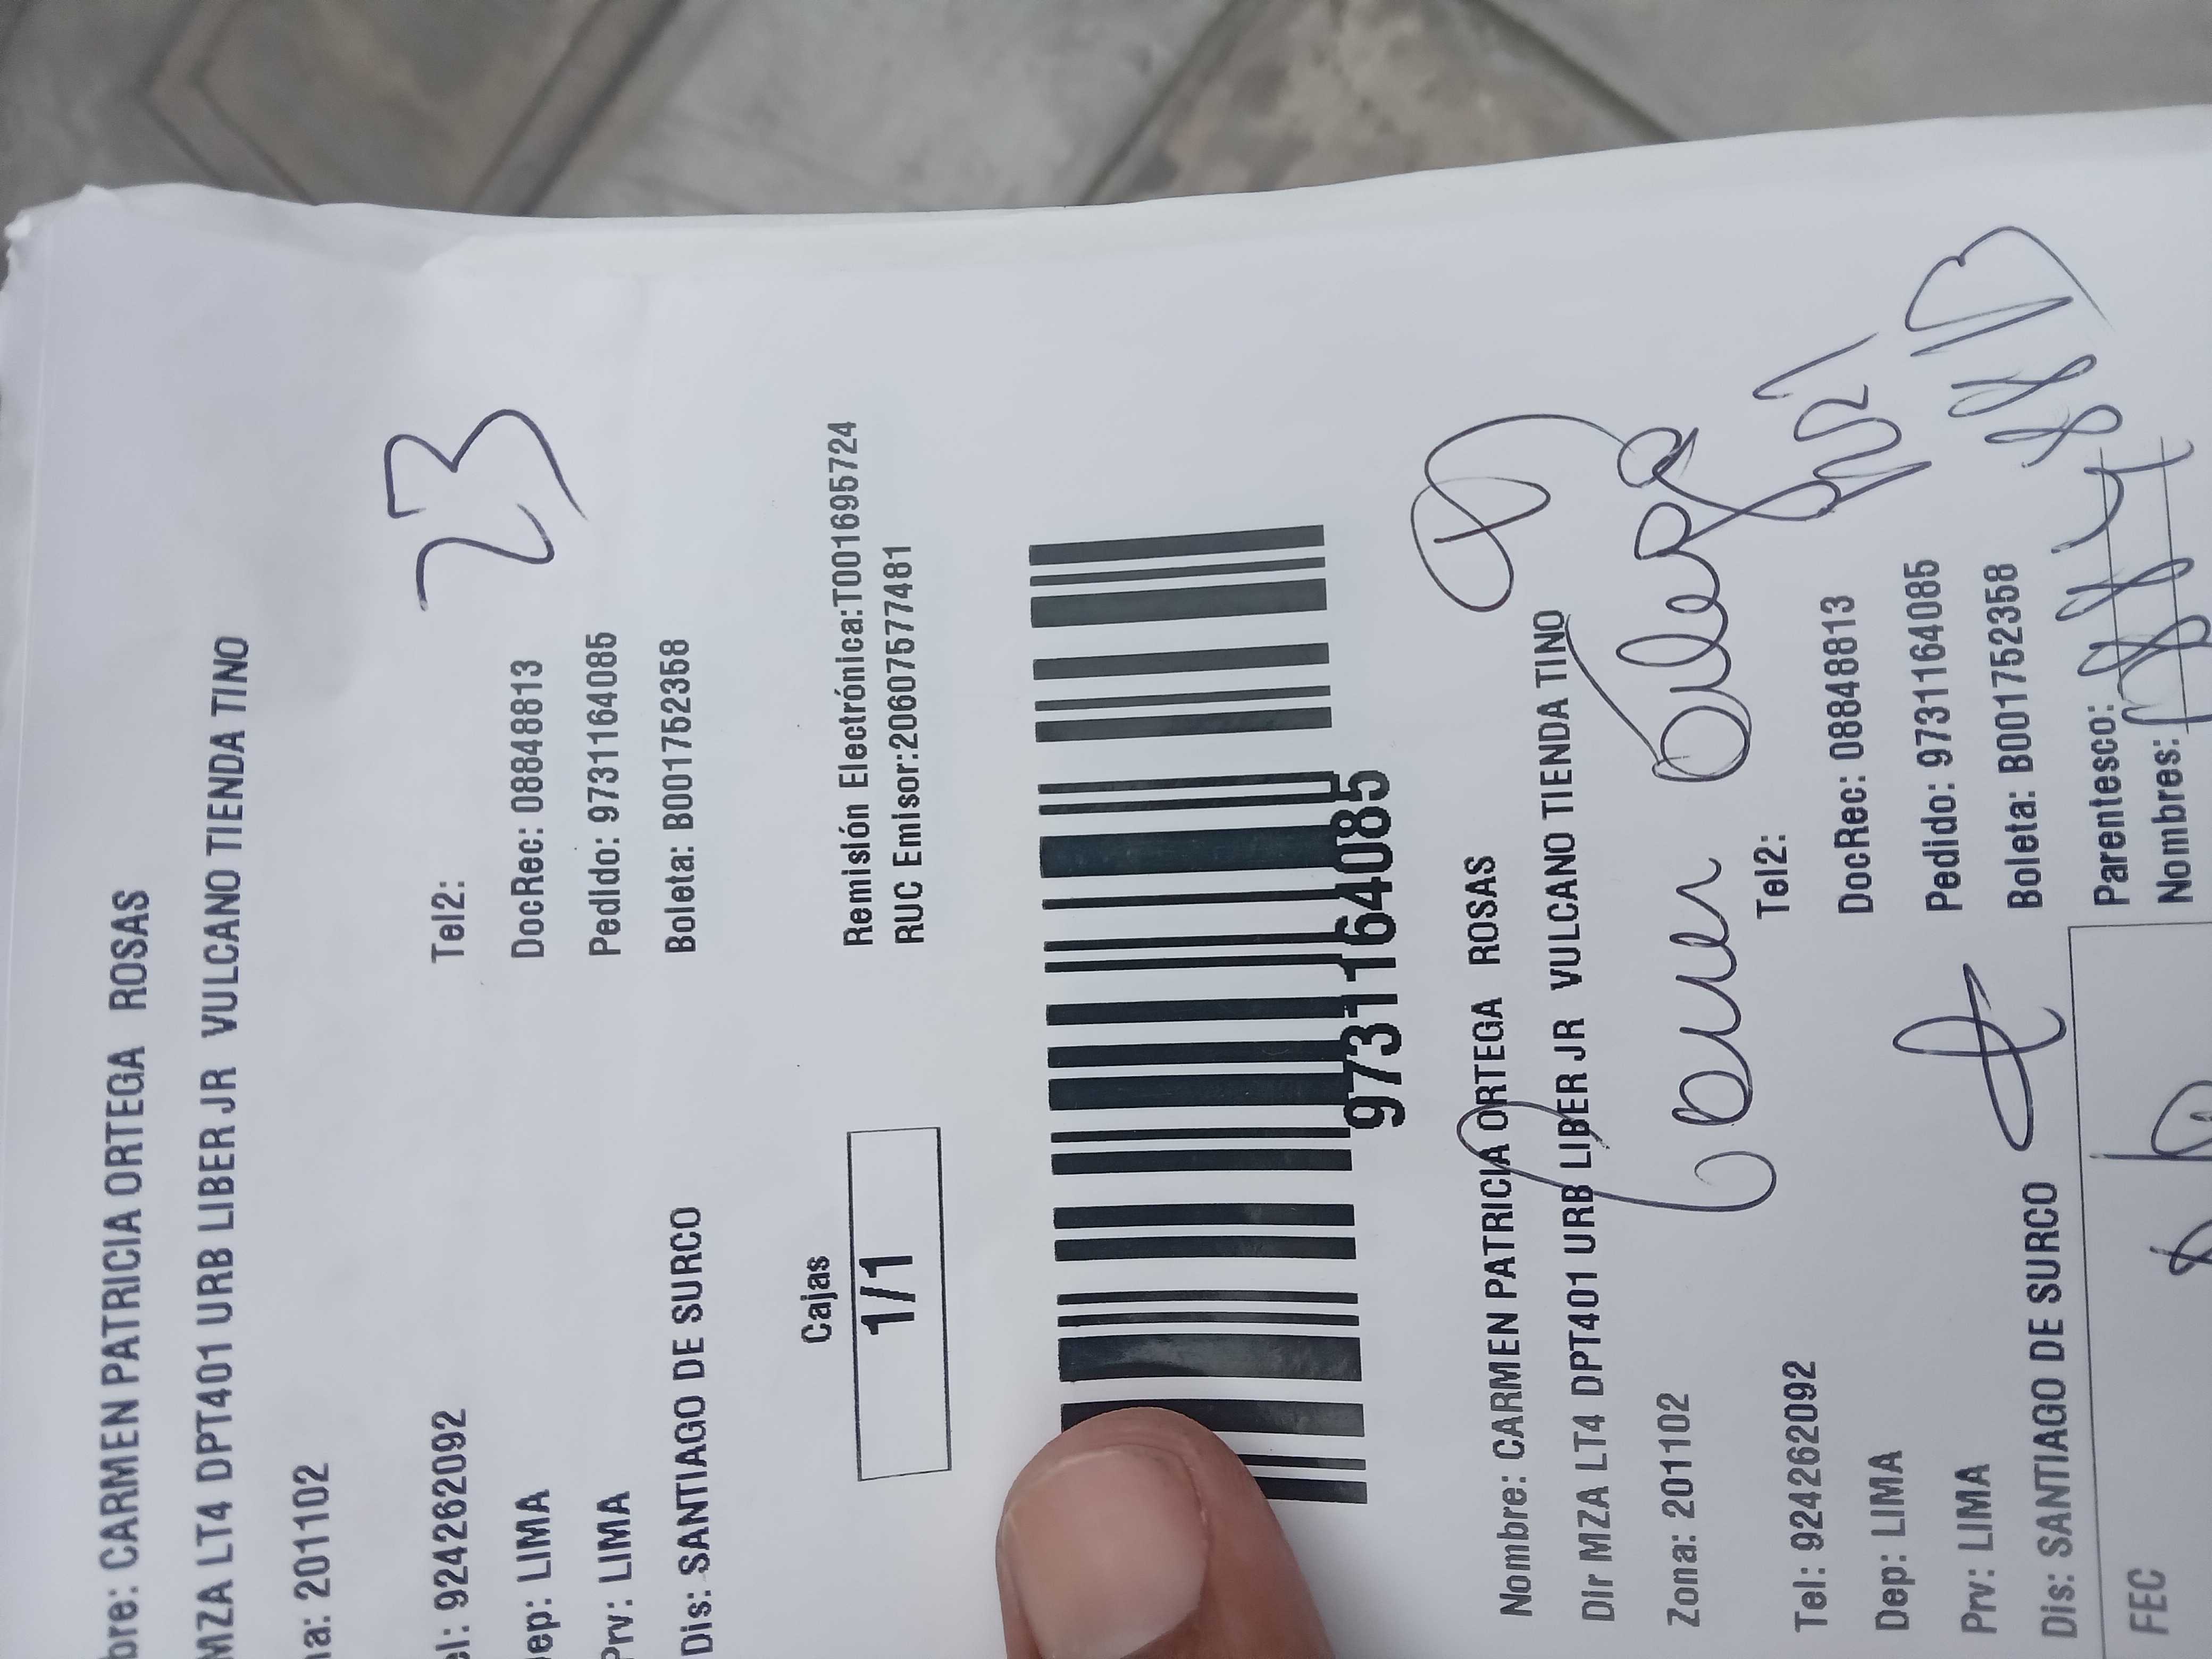 bre: CARMEN PATRICIA ORTEGA ROSAS
MZA LT4 DPT401 URB LIBER JR VULCANO TIENDA TINO
na: 201102
23
el: 924262092 Tel2:
ep: LIMA DocRec: 08848813
Prv: LIMA Pedido: 9731164085
Dis: SANTIAGO DE SURCO Boleta: B001752358
Cajas
1/1
Remisión Electrónica:T001695724
RUC Emisor:20607577481
9731164085
Nombre: CARMEN PATRICIA ORTEGA ROSAS
Dir MZA LT4 DPT401 URB LIBER JR VULCANO TIENDA TINO
Zona: 201102
Tel: 924262092 Tel2:
Dep: LIMA DocRec: 08848813
Prv: LIMA Pedido: 9731164085
Dis: SANTIAGO DE SURCO Boleta: B001752358
Parentesco:
Nombres:
FEC